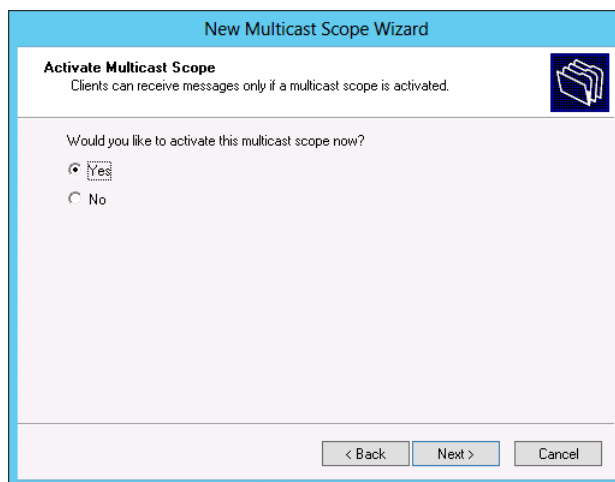 New Multicast Scope Wizard
Activate Multicast Scope
Clients can receive messages only if a multicast scope is activated.
Would you like to activate this multicast scope now?
Yes
No
< Back
Next >
Cancel